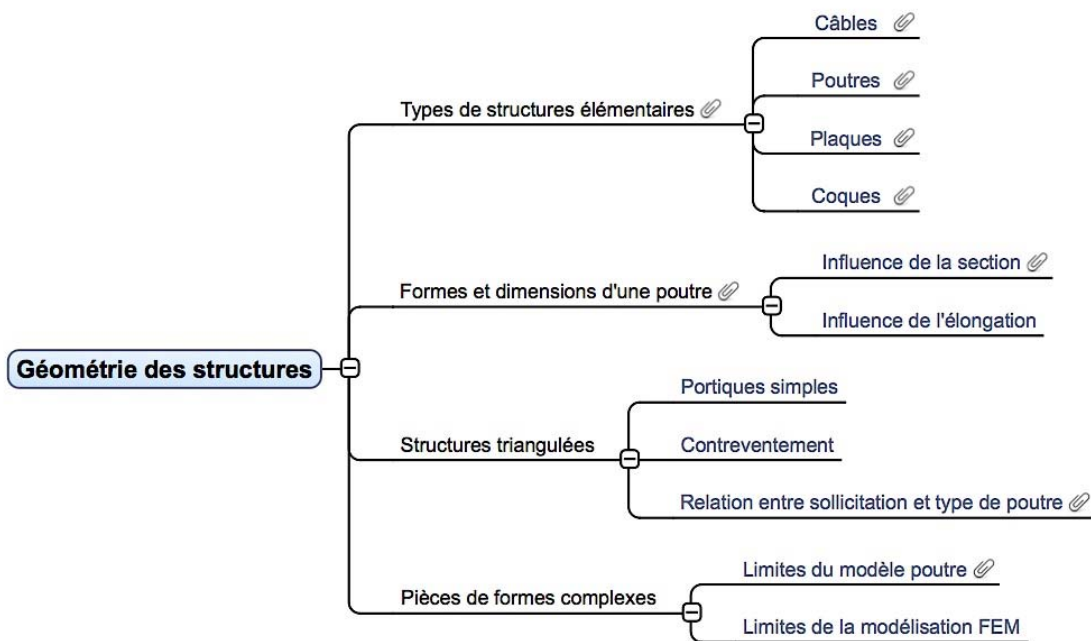 Géométrie des structures
Types de structures élémentaires
Câbles
Poutres
Plaques
Coques
Formes et dimensions d'une poutre
Influence de la section
Influence de l'élongation
Structures triangulées
Portiques simples
Contreventement
Relation entre sollicitation et type de poutre
Pièces de formes complexes
Limites du modèle poutre
Limites de la modélisation FEM